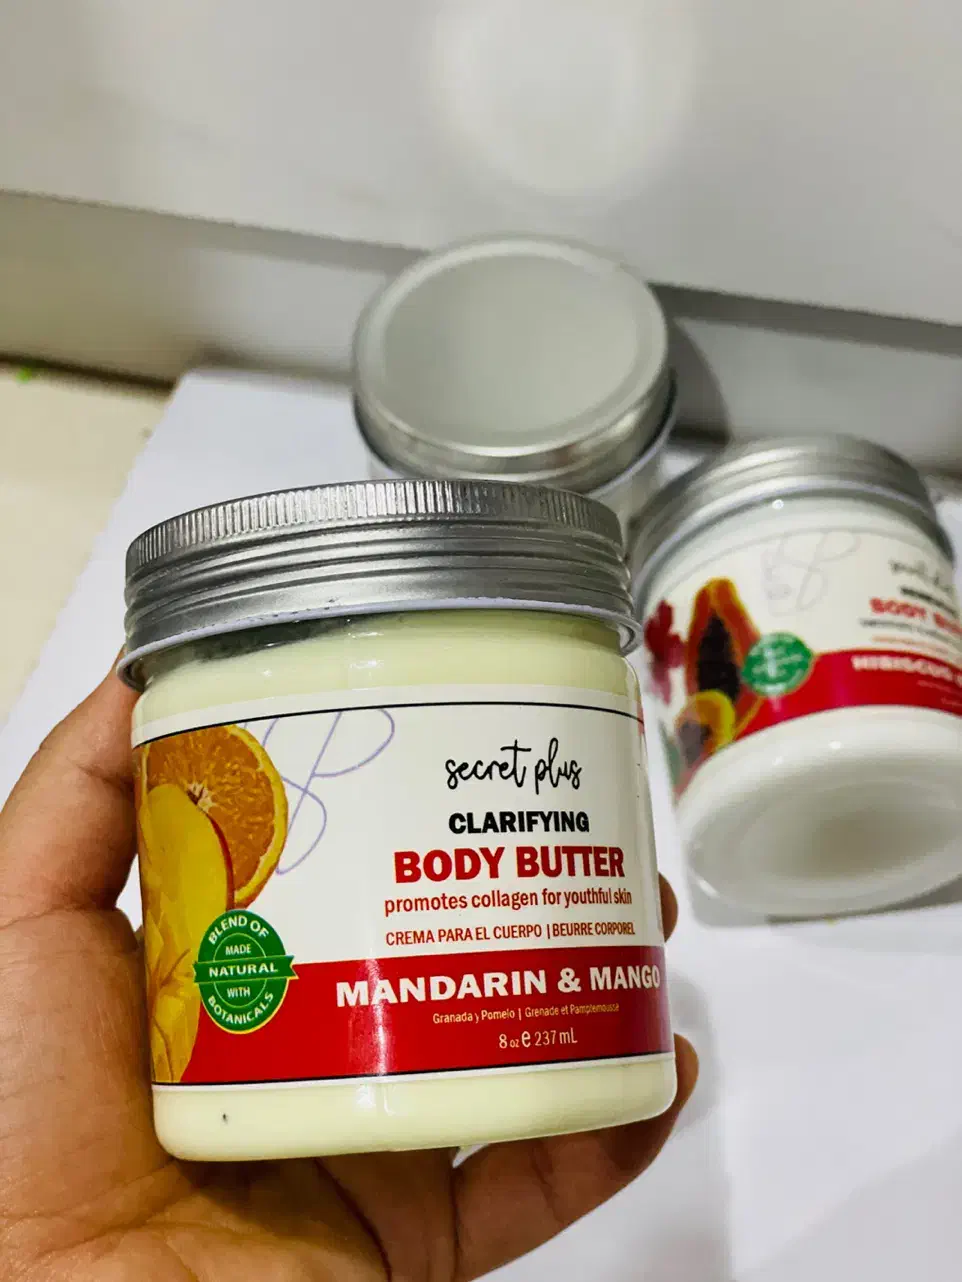 secret plus
CLARIFYING
BODY BUTTER
promotes collagen for youthful skin
CREMA PARA EL CUERPO | BEURRE CORPOREL
MANDARIN & MANGO
Granada y Pomelo | Grenade et Pamplemousse
8 oz e 237 mL
BLEND OF
MADE
NATURAL
WITH
BOTANICALS
BODY
HIBISCUS